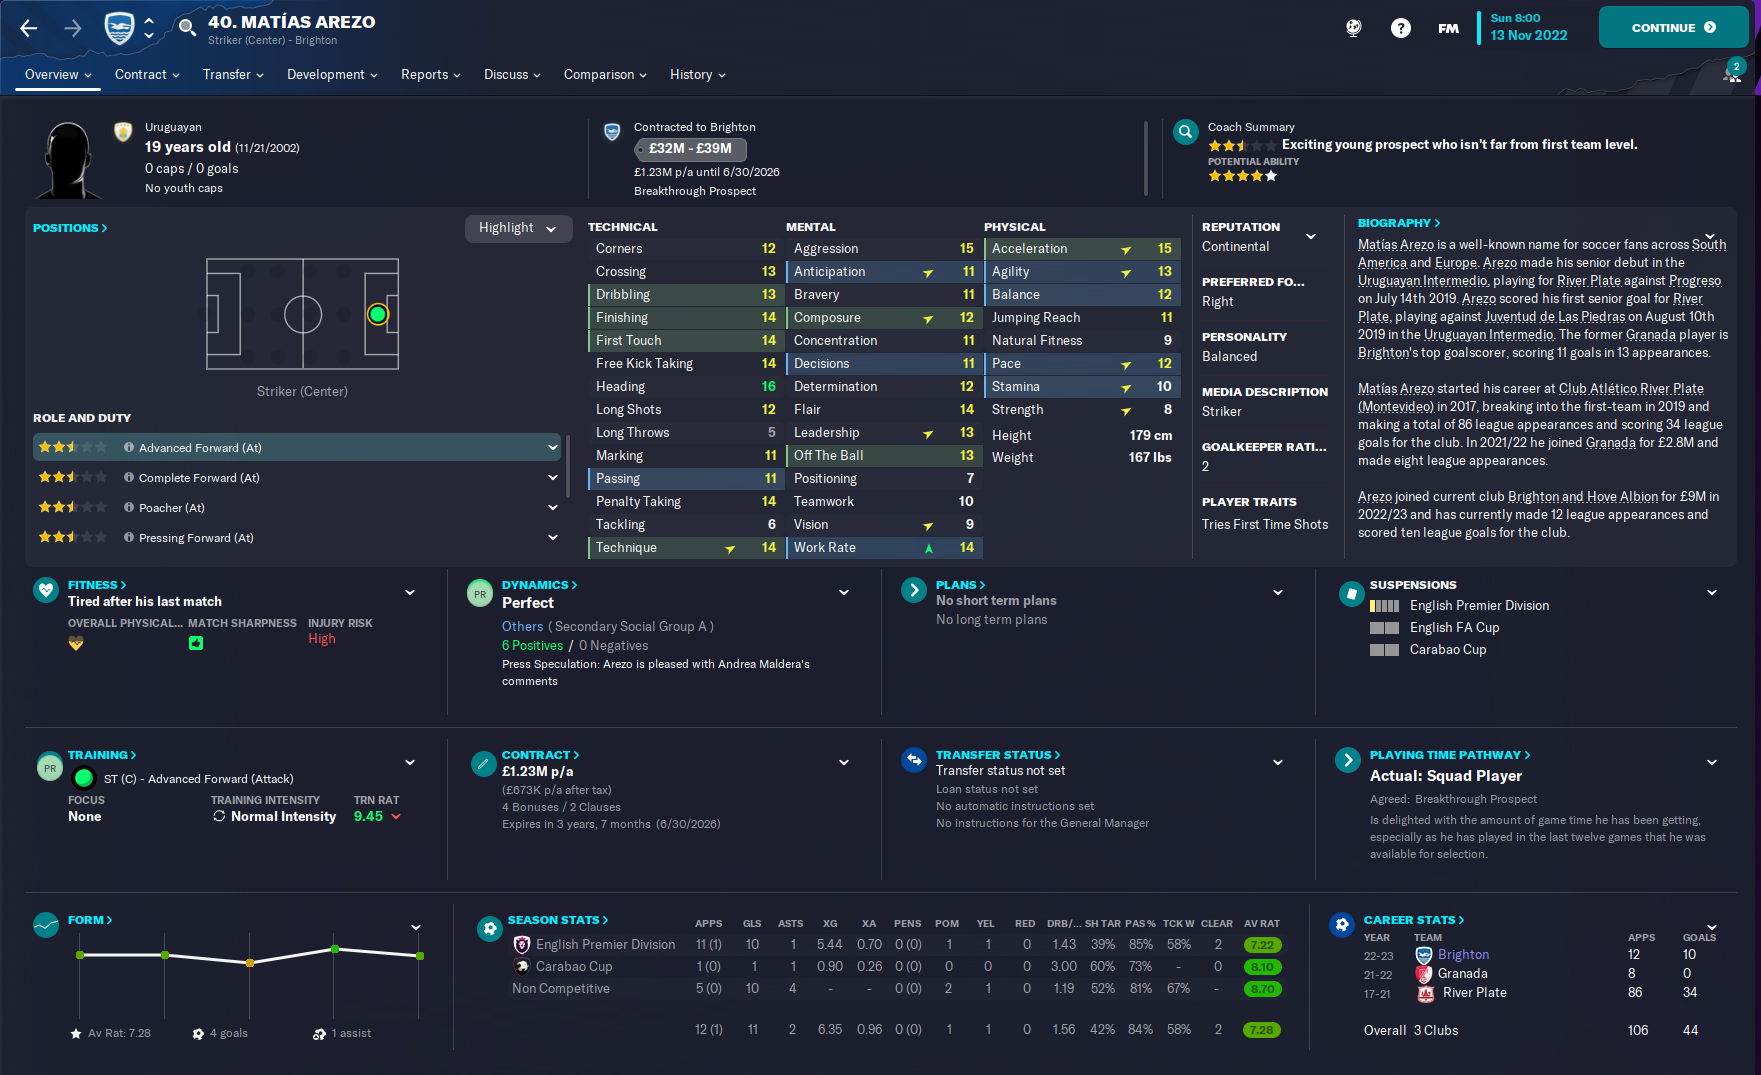 40. MATÍAS AREZO
Striker (Center) - Brighton
FM
Sun 8:00
13 Nov 2022
CONTINUE
Overview
Contract
Transfer
Development
Reports
Discuss
Comparison
History
2
Uruguayan
19 years old (11/21/2002)
0 caps / 0 goals
No youth caps
Contracted to Brighton
£32M - £39M
£1.23M p/a until 6/30/2026
Breakthrough Prospect
Coach Summary
Exciting young prospect who isn't far from first team level.
POTENTIAL ABILITY
POSITIONS
Highlight
Striker (Center)
ROLE AND DUTY
Advanced Forward (At)
Complete Forward (At)
Poacher (At)
Pressing Forward (At)
TECHNICAL
Corners 12
Crossing 13
Dribbling 13
Finishing 14
First Touch 14
Free Kick Taking 14
Heading 16
Long Shots 12
Long Throws 5
Marking 11
Passing 11
Penalty Taking 14
Tackling 6
Technique 14
MENTAL
Aggression 15
Anticipation 11
Bravery 11
Composure 12
Concentration 11
Decisions 11
Determination 12
Flair 14
Leadership 13
Off The Ball 13
Positioning 7
Teamwork 10
Vision 9
Work Rate 14
PHYSICAL
Acceleration 15
Agility 13
Balance 12
Jumping Reach 11
Natural Fitness 9
Pace 12
Stamina 10
Strength 8
Height 179 cm
Weight 167 lbs
REPUTATION
Continental
PREFERRED FO...
Right
PERSONALITY
Balanced
MEDIA DESCRIPTION
Striker
GOALKEEPER RATI...
2
PLAYER TRAITS
Tries First Time Shots
BIOGRAPHY
Matías Arezo is a well-known name for soccer fans across South
America and Europe. Arezo made his senior debut in the
Uruguayan Intermedio, playing for River Plate against Progreso
on July 14th 2019. Arezo scored his first senior goal for River
Plate, playing against Juventud de Las Piedras on August 10th
2019 in the Uruguayan Intermedio. The former Granada player is
Brighton's top goalscorer, scoring 11 goals in 13 appearances.
Matías Arezo started his career at Club Atlético River Plate
(Montevideo) in 2017, breaking into the first-team in 2019 and
making a total of 86 league appearances and scoring 34 league
goals for the club. In 2021/22 he joined Granada for £2.8M and
made eight league appearances.
Arezo joined current club Brighton and Hove Albion for £9M in
2022/23 and has currently made 12 league appearances and
scored ten league goals for the club.
FITNESS
Tired after his last match
OVERALL PHYSICAL... MATCH SHARPNESS INJURY RISK
High
PR
DYNAMICS
Perfect
Others ( Secondary Social Group A )
6 Positives / 0 Negatives
Press Speculation: Arezo is pleased with Andrea Maldera's
comments
PLANS
No short term plans
No long term plans
SUSPENSIONS
English Premier Division
English FA Cup
Carabao Cup
PR
TRAINING
ST (C) - Advanced Forward (Attack)
FOCUS TRAINING INTENSITY TRN RAT
None Normal Intensity 9.45
CONTRACT
£1.23M p/a
(£673K p/a after tax)
4 Bonuses / 2 Clauses
Expires in 3 years, 7 months (6/30/2026)
TRANSFER STATUS
Transfer status not set
Loan status not set
No automatic instructions set
No instructions for the General Manager
PLAYING TIME PATHWAY
Actual: Squad Player
Agreed: Breakthrough Prospect
Is delighted with the amount of game time he has been getting,
especially as he has played in the last twelve games that he was
available for selection.
FORM
Av Rat: 7.28 4 goals 1 assist
SEASON STATS APPS GLS ASTS XG XA PENS POM YEL RED DRB/... SH TAR PAS % TCK W CLEAR AV RAT
English Premier Division 11 (1) 10 1 5.44 0.70 0 (0) 1 1 0 1.43 39% 85% 58% 2 7.22
Carabao Cup 1 (0) 1 1 0.90 0.26 0 (0) 0 0 0 3.00 60% 73% - 0 8.10
Non Competitive 5 (0) 10 4 - - 0 (0) 2 1 0 1.19 52% 81% 67% - 8.70
12 (1) 11 2 6.35 0.96 0 (0) 1 1 0 1.56 42% 84% 58% 2 7.28
CAREER STATS
YEAR TEAM APPS GOALS
22-23 Brighton 12 10
21-22 Granada 8 0
17-21 River Plate 86 34
Overall 3 Clubs 106 44